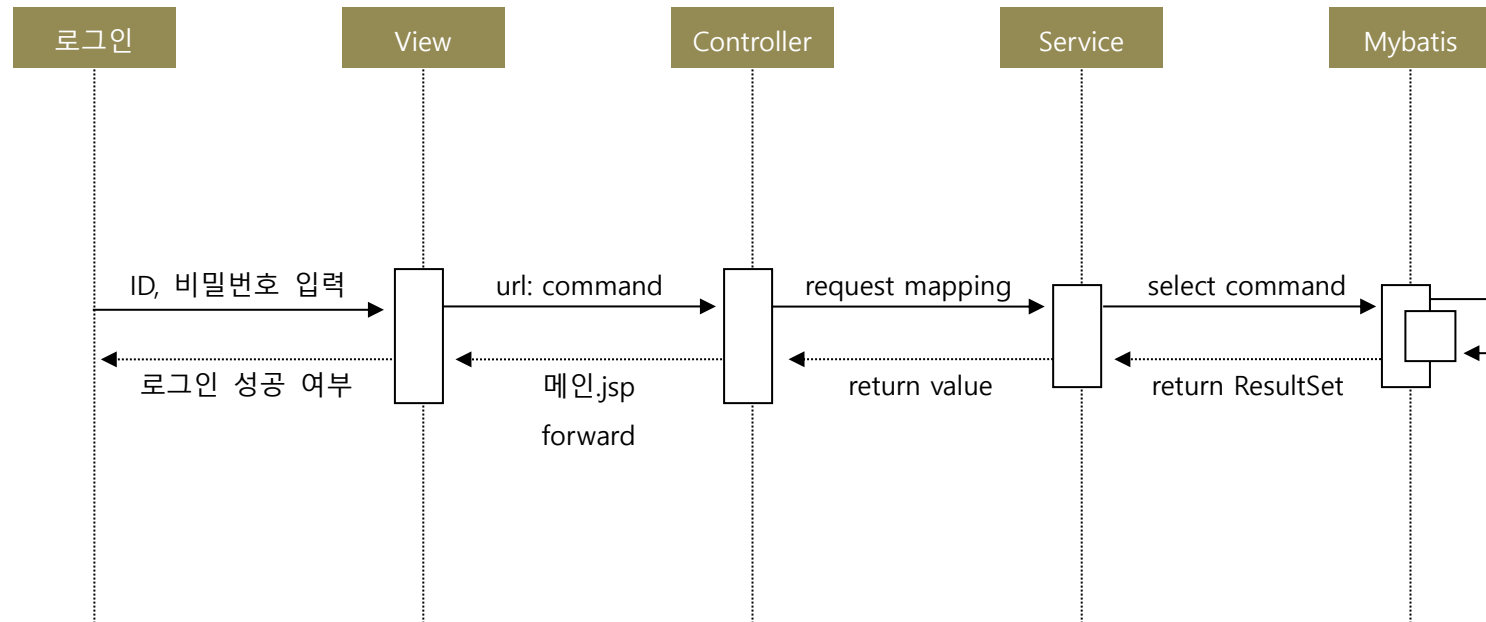 로그인
View
Controller
Service
Mybatis
ID, 비밀번호 입력
url: command
request mapping
select command
로그인 성공 여부
메인.jsp
forward
return value
return ResultSet